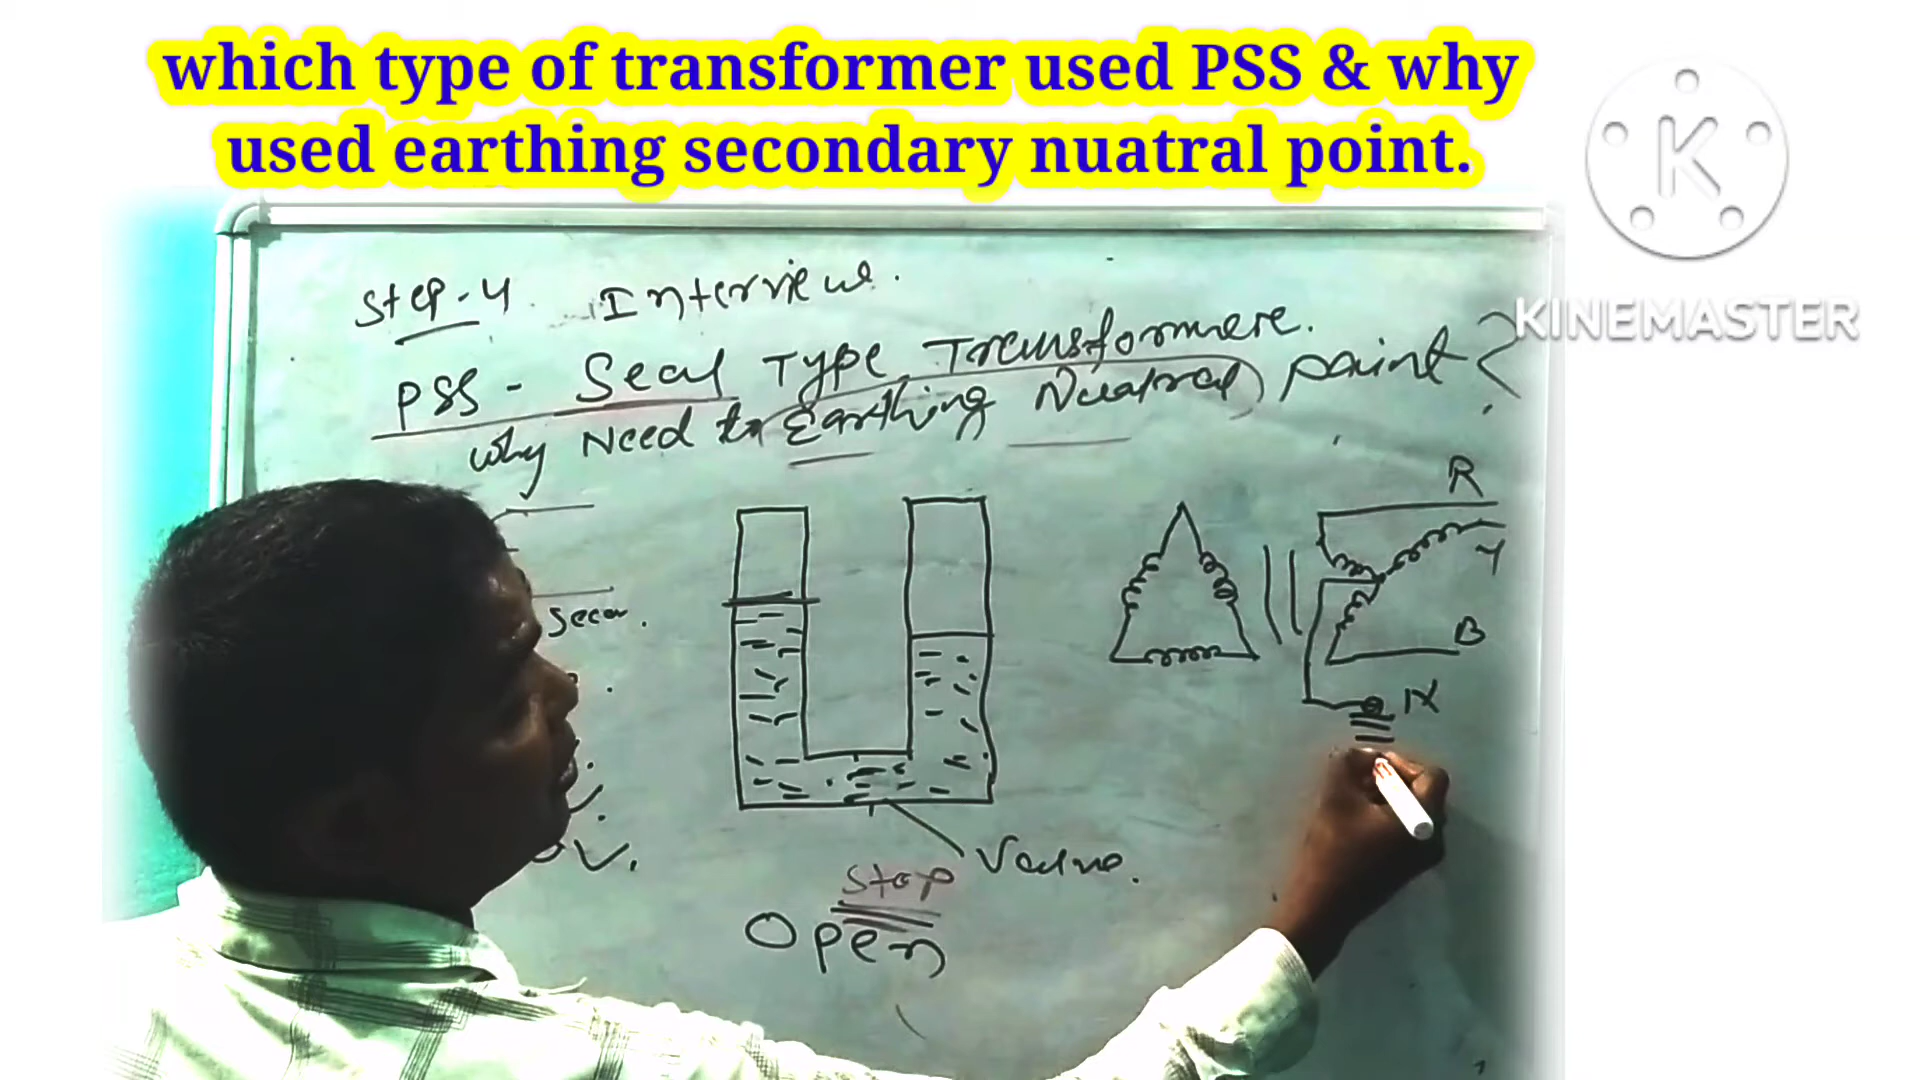 which type of transformer used PSS & why
used earthing secondary nuatral point.
K
KINEMASTER
Step-4 Interview.
PSS - Seal Type Transformere.
why Need to Earthing Nuatral point?
R
Y
B
N
Secon.
Valve.
Stop
Open
V.